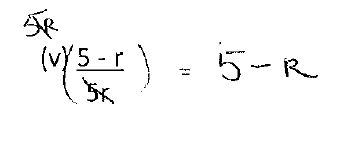 5R
(v)(5 - r / 5r) = 5 - R